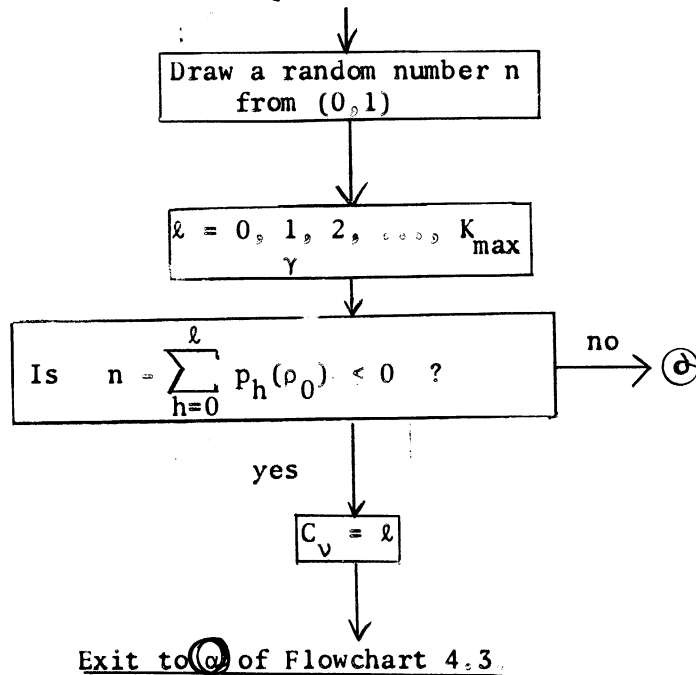 Draw a random number n
from (0,1)
ℓ = 0, 1, 2, ..., K_max
γ
ℓ
Is n - ∑ p_h(ρ_0) < 0 ?
h=0
no
yes
C_ν = ℓ
Exit to α of Flowchart 4.3